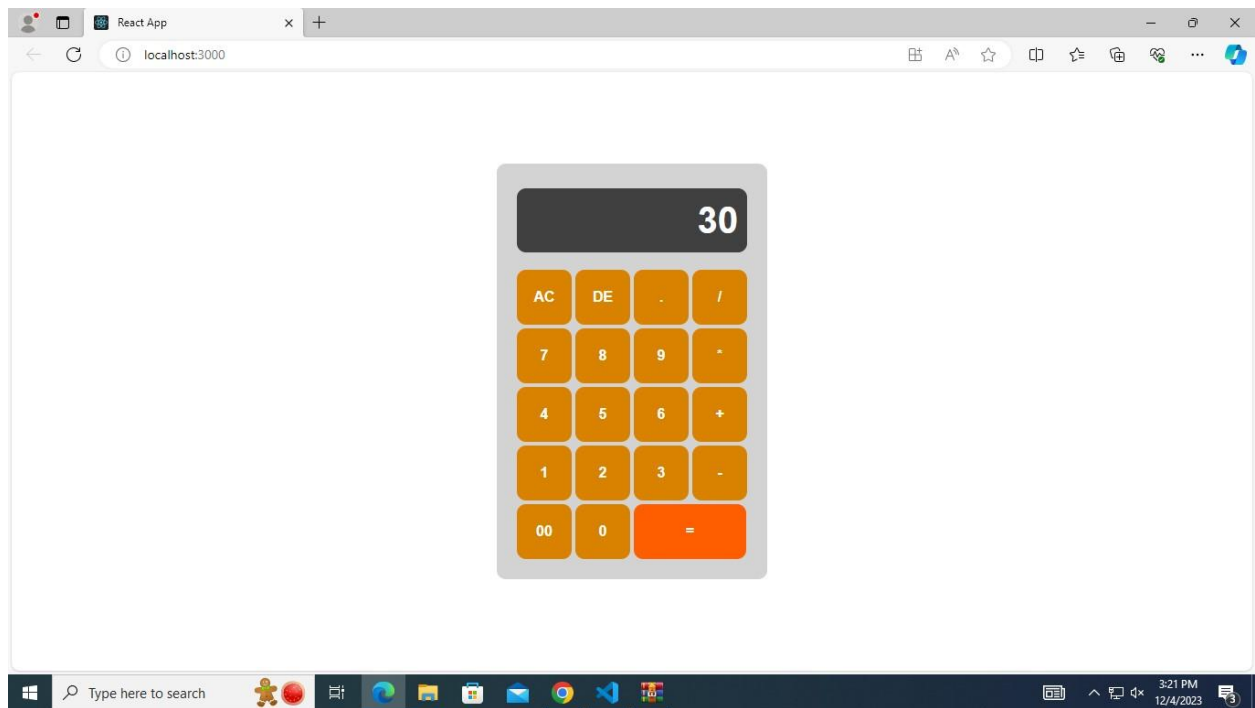 React App
localhost:3000
30
AC DE . /
7 8 9 *
4 5 6 +
1 2 3 -
00 0 =
Type here to search
3:21 PM
12/4/2023
3